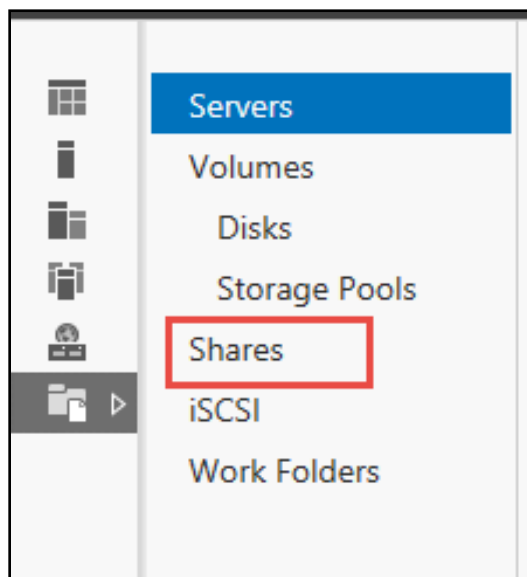 Servers
Volumes
Disks
Storage Pools
Shares
iSCSI
Work Folders